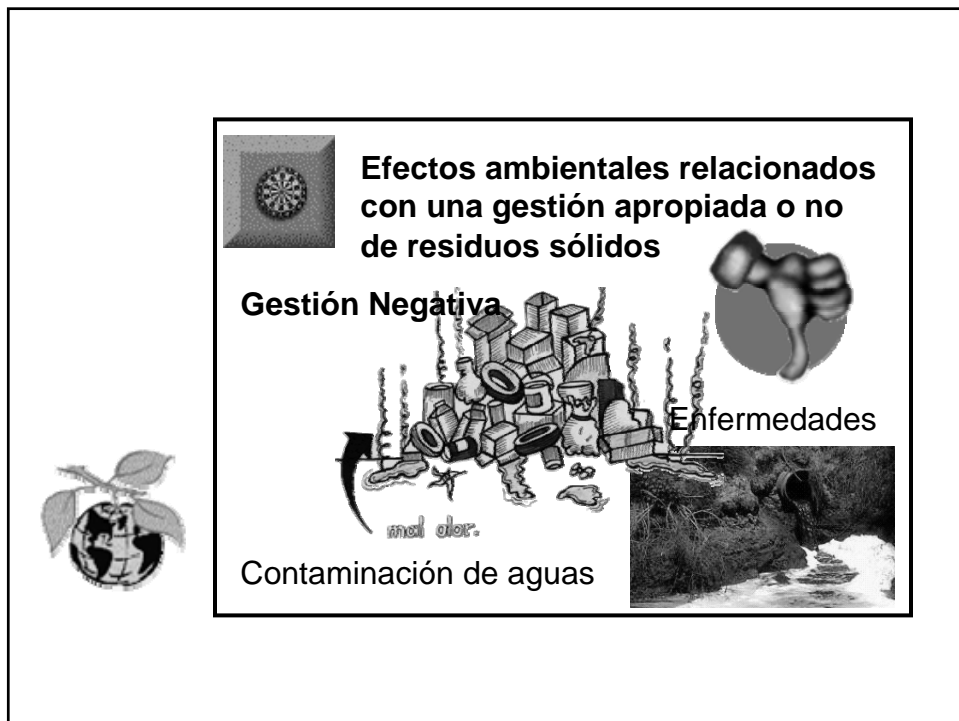 Efectos ambientales relacionados
con una gestión apropiada o no
de residuos sólidos
Gestión Negativa
Enfermedades
mal olor.
Contaminación de aguas